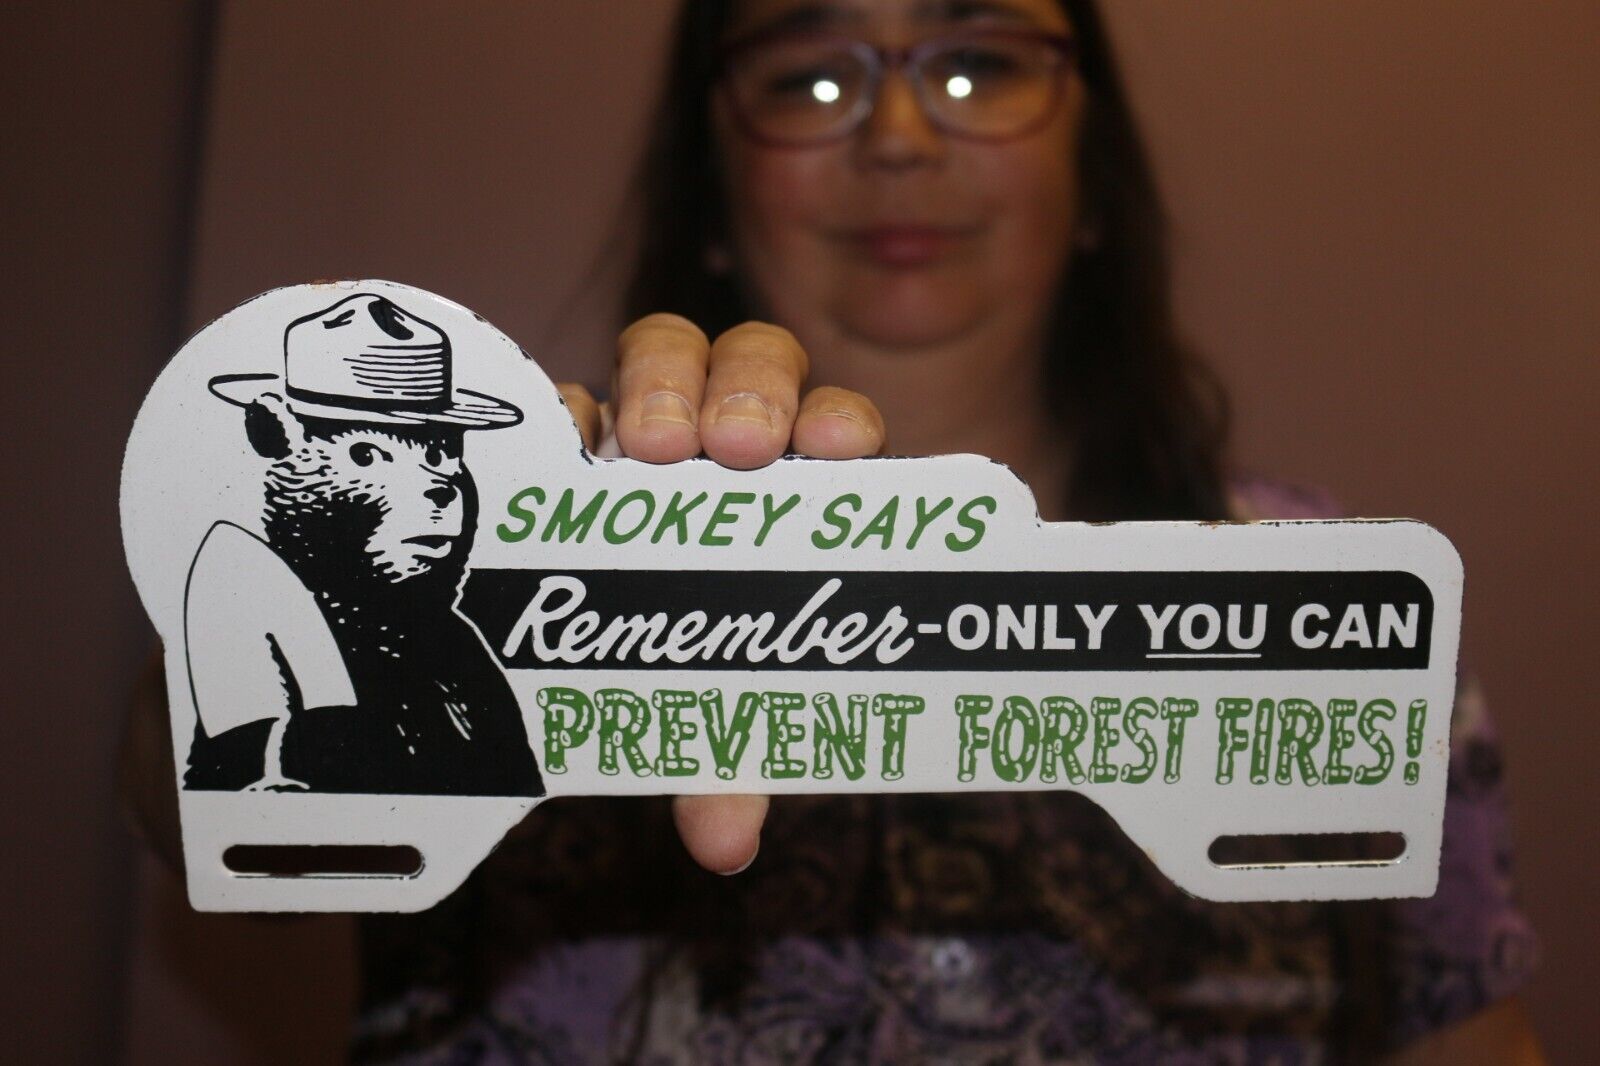 SMOKEY SAYS
Remember-ONLY YOU CAN
PREVENT FOREST FIRES!